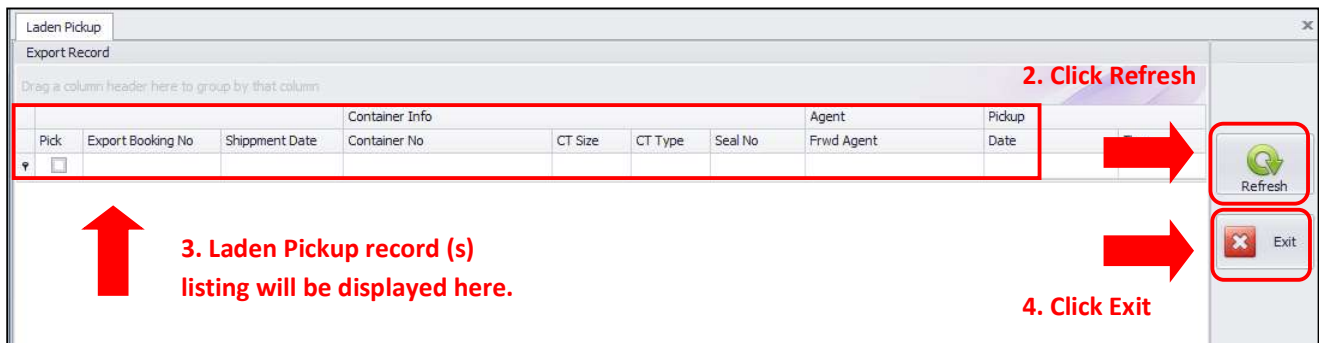 Laden Pickup
Export Record
Drag a column header here to group by that column
2. Click Refresh
Container Info Agent Pickup
Pick Export Booking No Shippment Date Container No CT Size CT Type Seal No Frwd Agent Date
Refresh
3. Laden Pickup record (s)
listing will be displayed here.
Exit
4. Click Exit